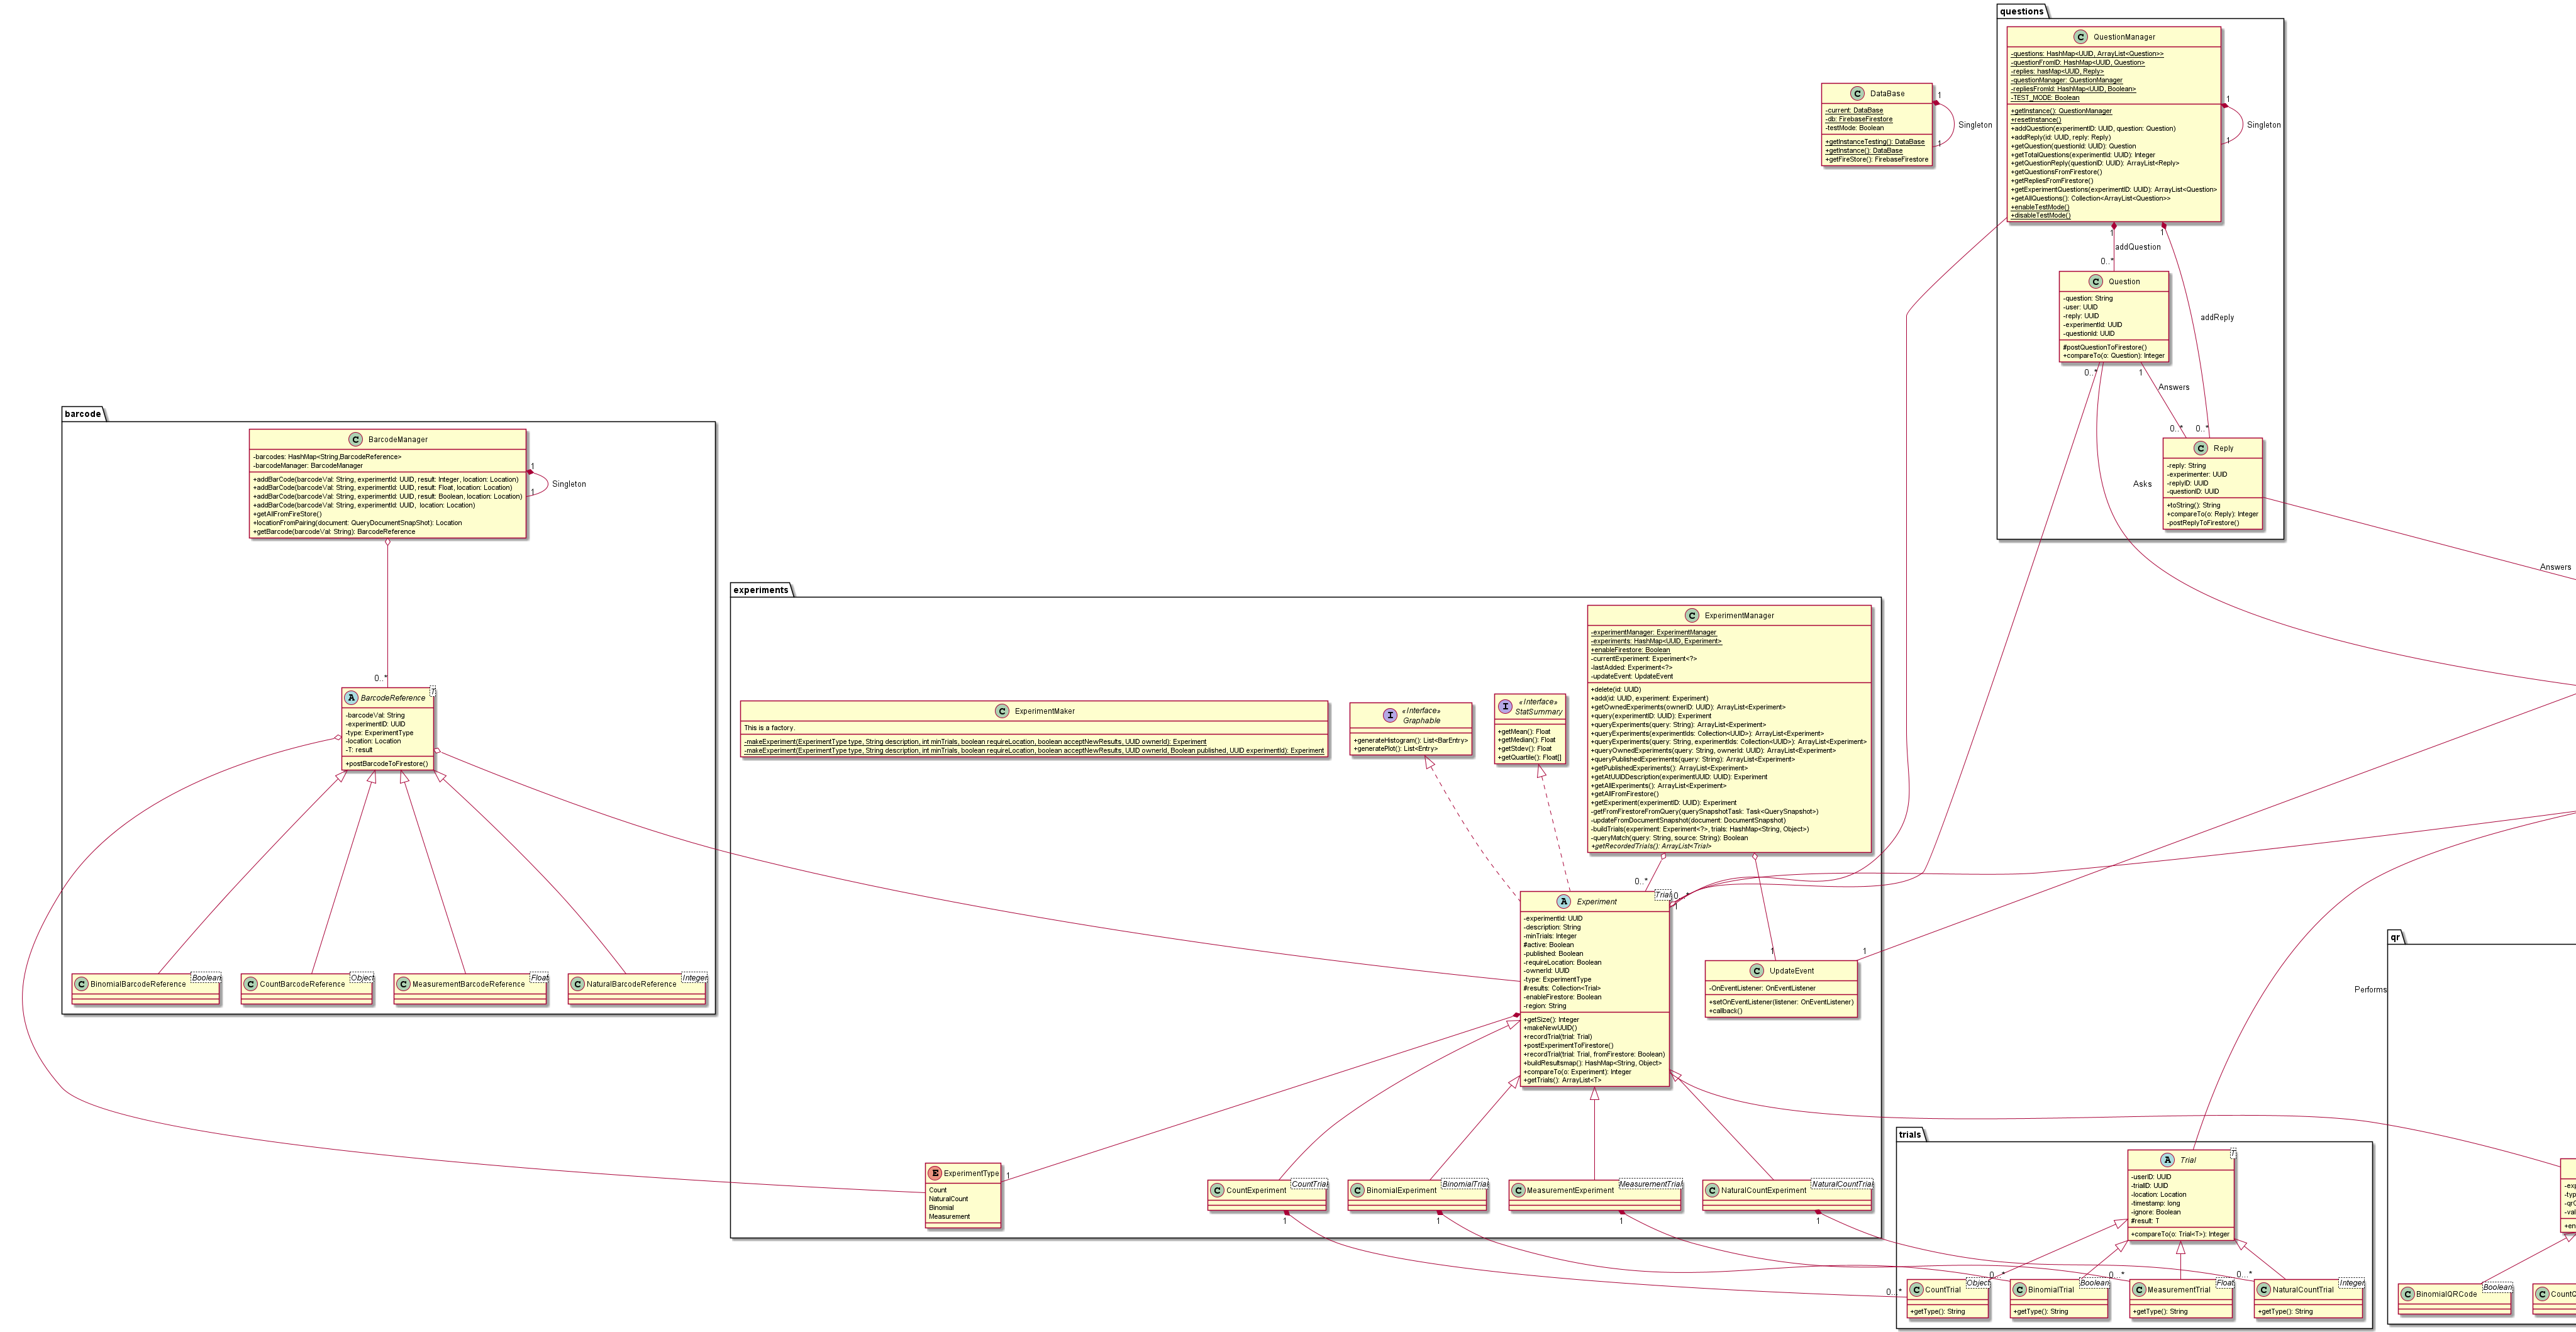 questions
QuestionManager
-questions: HashMap<UUID, ArrayList<Question>>
-questionFromID: HashMap<UUID, Question>
-replies: hasMap<UUID, Reply>
-questionManager: QuestionManager
-repliesFromId: HashMap<UUID, Boolean>
-TEST_MODE: Boolean
+getInstance(): QuestionManager
+resetInstance()
+addQuestion(experimentID: UUID, question: Question)
+addReply(id: UUID, reply: Reply)
+getQuestion(questionId: UUID): Question
+getTotalQuestions(experimentId: UUID): Integer
+getQuestionReply(questionID: UUID): ArrayList<Reply>
+getQuestionsFromFirestore()
+getRepliesFromFirestore()
+getExperimentQuestions(experimentID: UUID): ArrayList<Question>
+getAllQuestions(): Collection<ArrayList<Question>>
+enableTestMode()
+disableTestMode()
1
Singleton
1
DataBase
-current: DataBase
-db: FirebaseFirestore
-testMode: Boolean
+getInstanceTesting(): DataBase
+getInstance(): DataBase
+getFireStore(): FirebaseFirestore
1
Singleton
1
1
1
addQuestion
0..*
Question
-question: String
-user: UUID
-reply: UUID
-experimentId: UUID
-questionId: UUID
#postQuestionToFirestore()
+compareTo(o: Question): Integer
addReply
0..*
1
Answers
0..*
0..*
Reply
-reply: String
-experimenter: UUID
-replyID: UUID
-questionID: UUID
+toString(): String
+compareTo(o: Reply): Integer
-postReplyToFirestore()
Asks
Answers
barcode
BarcodeManager
-barcodes: HashMap<String,BarcodeReference>
-barcodeManager: BarcodeManager
+addBarCode(barcodeVal: String, experimentId: UUID, result: Integer, location: Location)
+addBarCode(barcodeVal: String, experimentId: UUID, result: Float, location: Location)
+addBarCode(barcodeVal: String, experimentId: UUID, result: Boolean, location: Location)
+addBarCode(barcodeVal: String, experimentId: UUID, location: Location)
+getAllFromFireStore()
+locationFromPairing(document: QueryDocumentSnapShot): Location
+getBarcode(barcodeVal: String): BarcodeReference
1
Singleton
1
0..*
BarcodeReference
T
-barcodeVal: String
-experimentID: UUID
-type: ExperimentType
-location: Location
-T: result
+postBarcodeToFirestore()
BinomialBarcodeReference
Boolean
CountBarcodeReference
Object
MeasurementBarcodeReference
Float
NaturalBarcodeReference
Integer
experiments
ExperimentMaker
This is a factory.
-makeExperiment(ExperimentType type, String description, int minTrials, boolean requireLocation, boolean acceptNewResults, UUID ownerId): Experiment
-makeExperiment(ExperimentType type, String description, int minTrials, boolean requireLocation, boolean acceptNewResults, UUID ownerId, Boolean published, UUID experimentId): Experiment
«Interface»
Graphable
+generateHistogram(): List<BarEntry>
+generatePlot(): List<Entry>
«Interface»
StatSummary
+getMean(): Float
+getMedian(): Float
+getStdev(): Float
+getQuartile(): Float[]
ExperimentManager
-experimentManager: ExperimentManager
-experiments: HashMap<UUID, Experiment>
+enableFirestore: Boolean
-currentExperiment: Experiment<?>
-lastAdded: Experiment<?>
-updateEvent: UpdateEvent
+delete(id: UUID)
+add(id: UUID, experiment: Experiment)
+getOwnedExperiments(ownerID: UUID): ArrayList<Experiment>
+query(experimentID: UUID): Experiment
+queryExperiments(query: String): ArrayList<Experiment>
+queryExperiments(experimentIds: Collection<UUID>): ArrayList<Experiment>
+queryExperiments(query: String, experimentIds: Collection<UUID>): ArrayList<Experiment>
+queryOwnedExperiments(query: String, ownerId: UUID): ArrayList<Experiment>
+queryPublishedExperiments(query: String): ArrayList<Experiment>
+getPublishedExperiments(): ArrayList<Experiment>
+getAtUUIDDescription(experimentUUID: UUID): Experiment
+getAllExperiments(): ArrayList<Experiment>
+getAllFromFirestore()
+getExperiment(experimentID: UUID): Experiment
-getFromFirestoreFromQuery(querySnapshotTask: Task<QuerySnapshot>)
-updateFromDocumentSnapshot(document: DocumentSnapshot)
-buildTrials(experiment: Experiment<?>, trials: HashMap<String, Object>)
-queryMatch(query: String, source: String): Boolean
+getRecordedTrials(): ArrayList<Trial>
0..*
Experiment
Trial
0..*
1
-experimentId: UUID
-description: String
-minTrials: Integer
#active: Boolean
-published: Boolean
-requireLocation: Boolean
-ownerId: UUID
-type: ExperimentType
#results: Collection<Trial>
-enableFirestore: Boolean
-region: String
+getSize(): Integer
+makeNewUUID()
+recordTrial(trial: Trial)
+postExperimentToFirestore()
+recordTrial(trial: Trial, fromFirestore: Boolean)
+buildResultsmap(): HashMap<String, Object>
+compareTo(o: Experiment): Integer
+getTrials(): ArrayList<T>
1
1
UpdateEvent
-OnEventListener: OnEventListener
+setOnEventListener(listener: OnEventListener)
+callback()
ExperimentType
Count
NaturalCount
Binomial
Measurement
1
CountExperiment
CountTrial
BinomialExperiment
BinomialTrial
MeasurementExperiment
MeasurementTrial
NaturalCountExperiment
NaturalCountTrial
1
1
1
1
Performs
trials
Trial
T
-userID: UUID
-trialID: UUID
-location: Location
-timestamp: long
-ignore: Boolean
#result: T
+compareTo(o: Trial<T>): Integer
0..*
0..*
0..*
0..*
CountTrial
Object
+getType(): String
BinomialTrial
Boolean
+getType(): String
MeasurementTrial
Float
+getType(): String
NaturalCountTrial
Integer
+getType(): String
qr
BinomialQRCode
Boolean